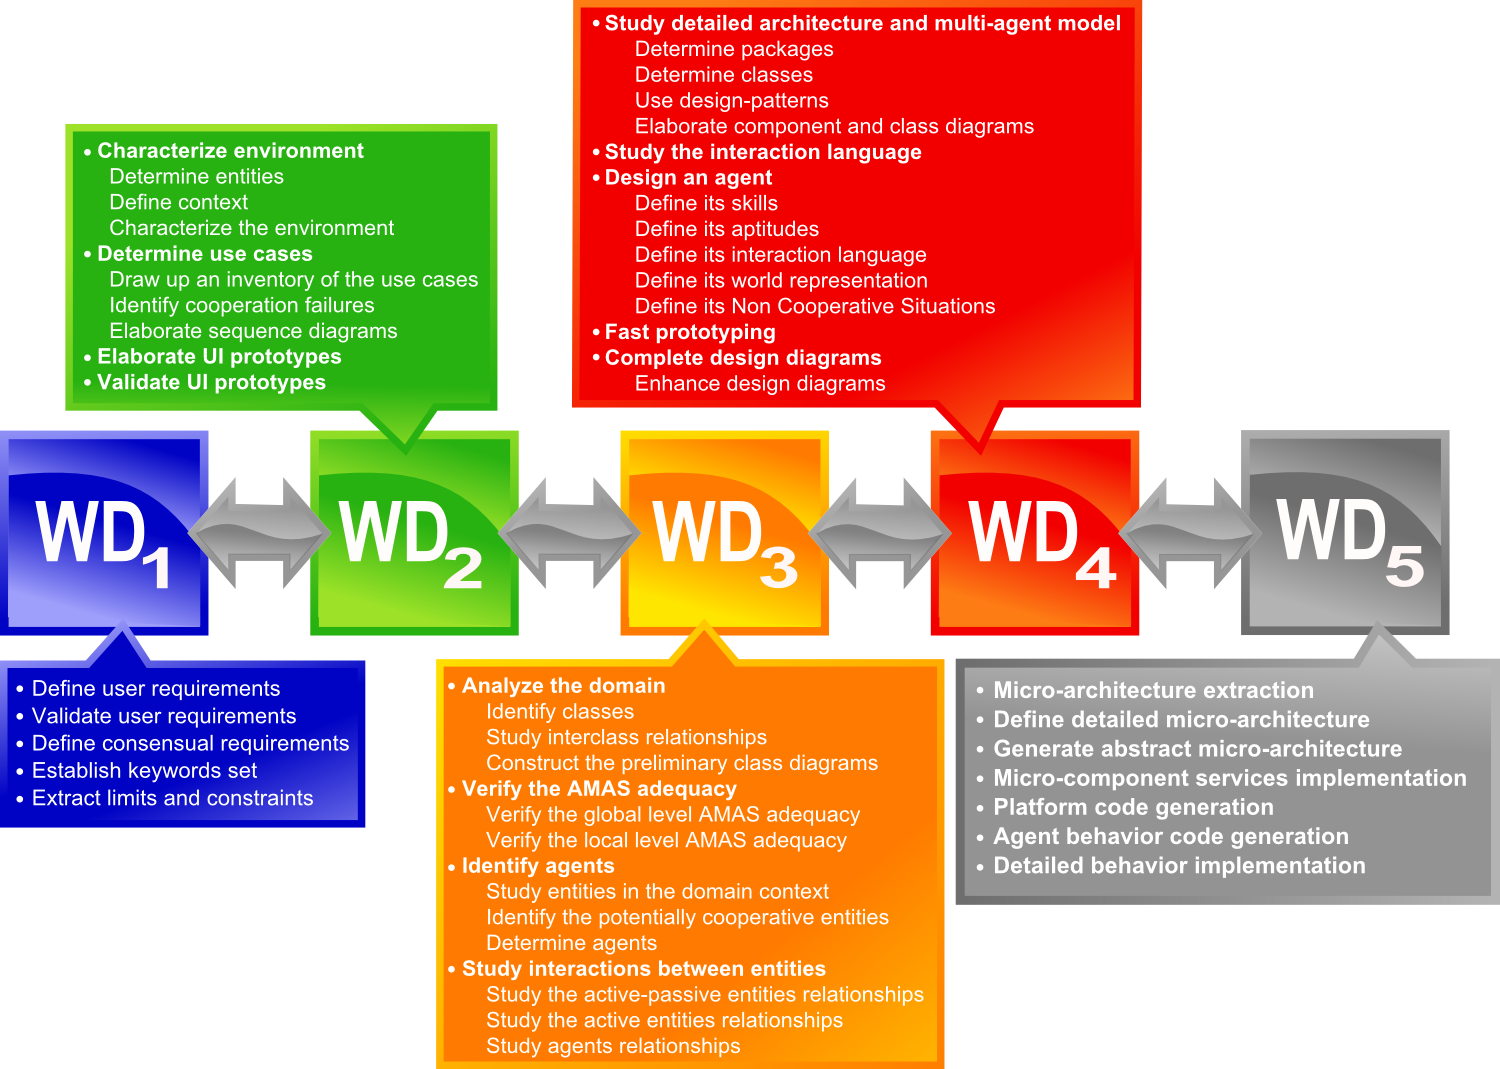 • Study detailed architecture and multi-agent model
Determine packages
Determine classes
Use design-patterns
Elaborate component and class diagrams
• Study the interaction language
• Design an agent
Define its skills
Define its aptitudes
Define its interaction language
Define its world representation
Define its Non Cooperative Situations
• Fast prototyping
• Complete design diagrams
Enhance design diagrams
• Characterize environment
Determine entities
Define context
Characterize the environment
• Determine use cases
Draw up an inventory of the use cases
Identify cooperation failures
Elaborate sequence diagrams
• Elaborate UI prototypes
• Validate UI prototypes
WD1
WD2
WD3
WD4
WD5
• Define user requirements
• Validate user requirements
• Define consensual requirements
• Establish keywords set
• Extract limits and constraints
• Analyze the domain
Identify classes
Study interclass relationships
Construct the preliminary class diagrams
• Verify the AMAS adequacy
Verify the global level AMAS adequacy
Verify the local level AMAS adequacy
• Identify agents
Study entities in the domain context
Identify the potentially cooperative entities
Determine agents
• Study interactions between entities
Study the active-passive entities relationships
Study the active entities relationships
Study agents relationships
• Micro-architecture extraction
• Define detailed micro-architecture
• Generate abstract micro-architecture
• Micro-component services implementation
• Platform code generation
• Agent behavior code generation
• Detailed behavior implementation